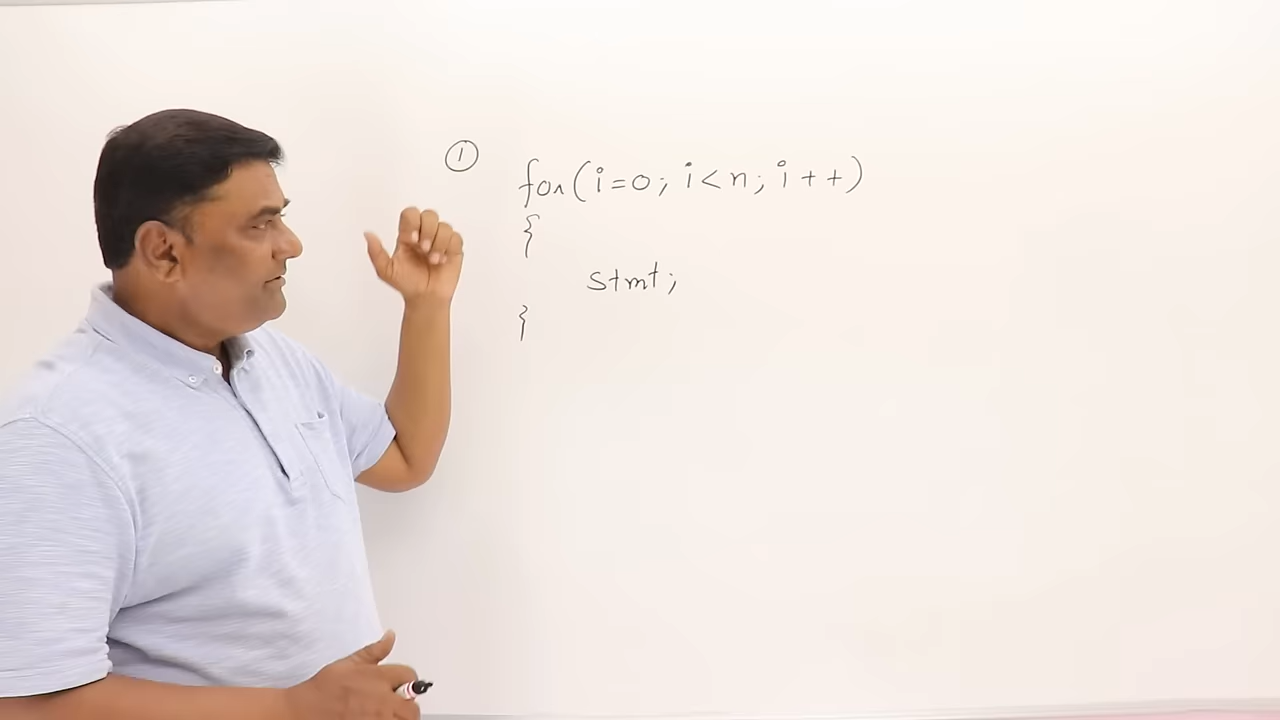 ① for(i=0; i<n; i++)
{
stmt;
}